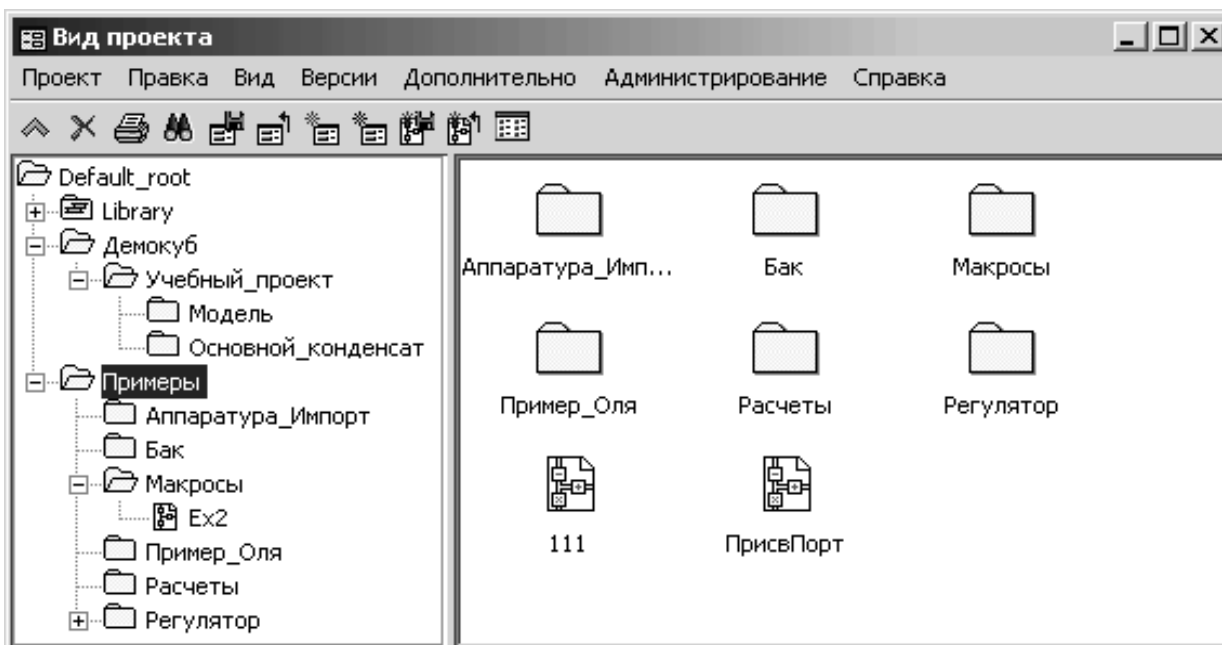 Вид проекта
Проект Правка Вид Версии Дополнительно Администрирование Справка
Default_root
Library
Демокуб
Учебный_проект
Модель
Основной_конденсат
Примеры
Аппаратура_Импорт
Бак
Макросы
Ex2
Пример_Оля
Расчеты
Регулятор
Аппаратура_Имп... Бак Макросы
Пример_Оля Расчеты Регулятор
111 ПрисвПорт